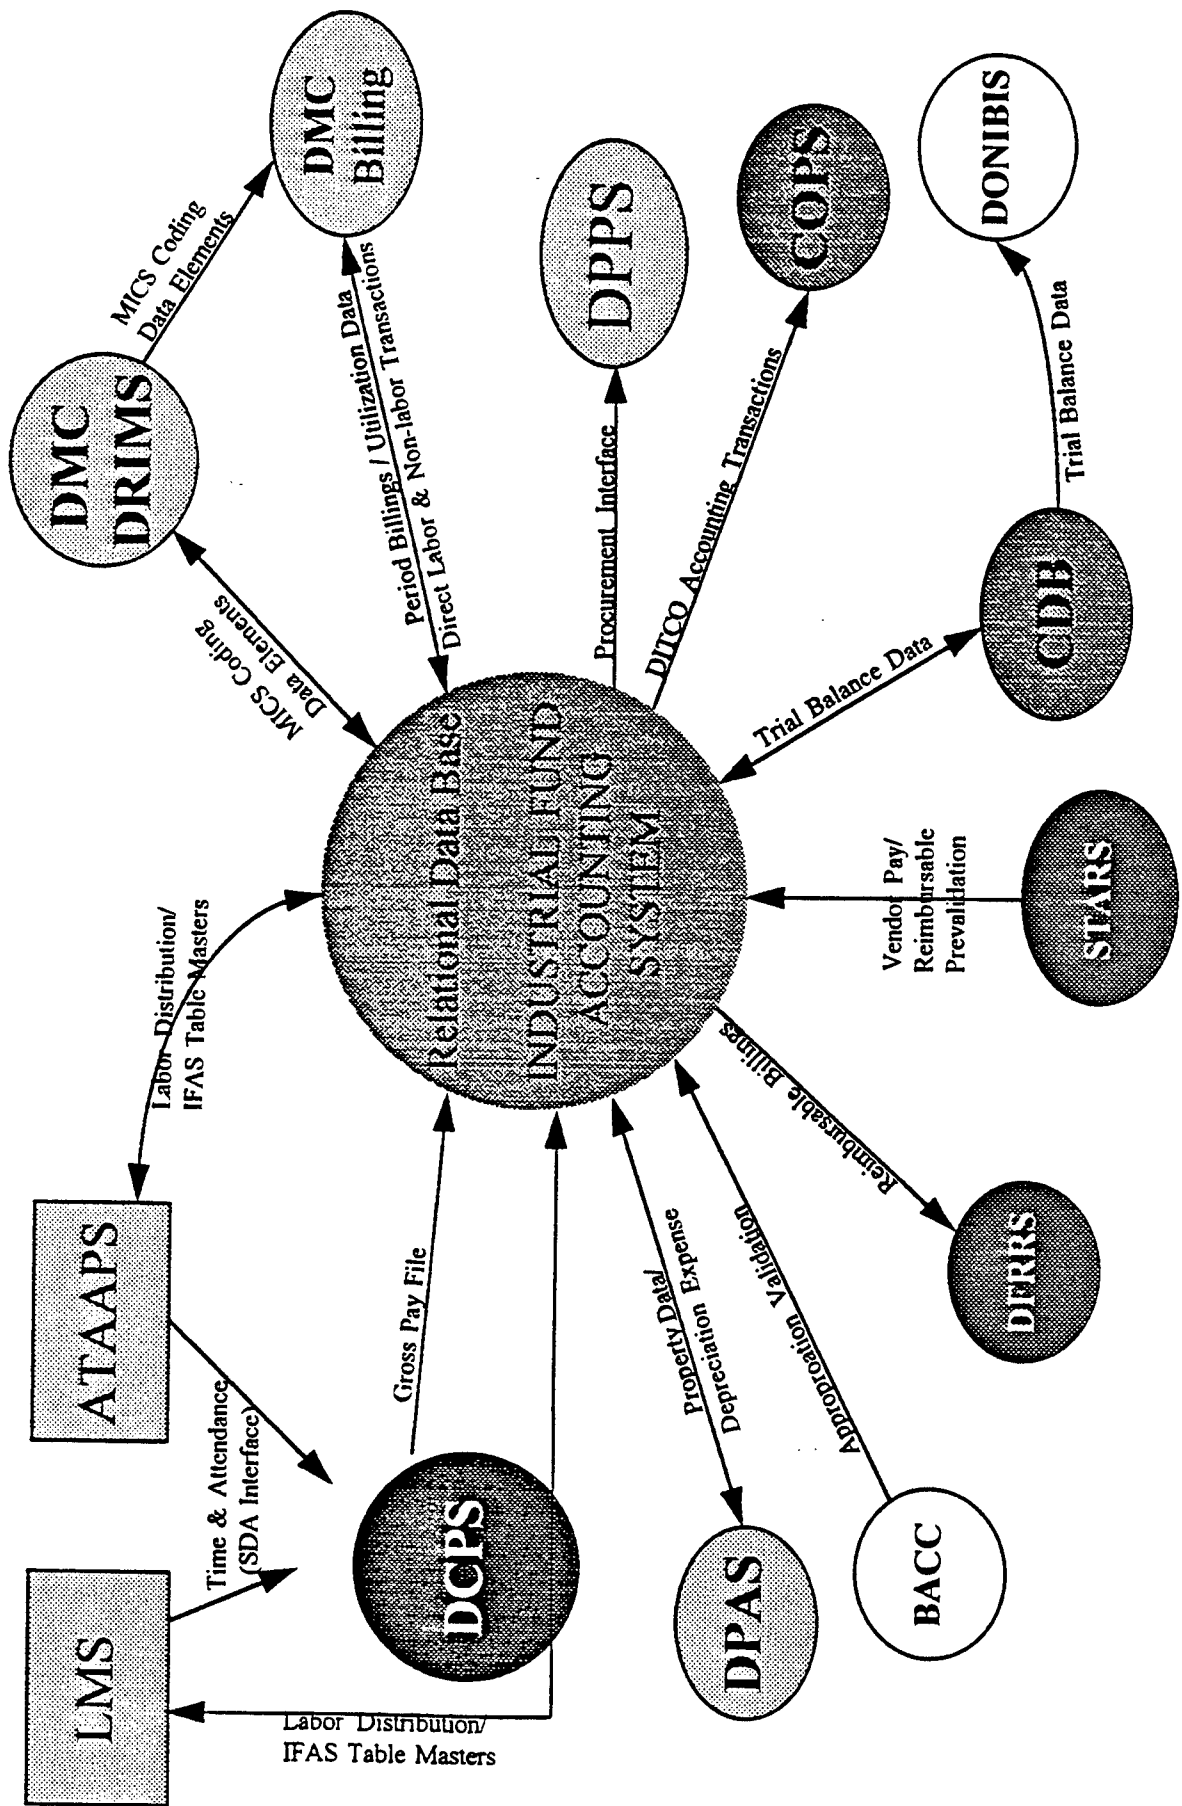 LMS
ATAAPS
DMC
DRIMS
DMC
Billing
MICS Coding
Data Elements
Time & Attendance
(SDA Interface)
Labor Distribution/
IFAS Table Masters
MICS Coding
Data Elements
Period Billings / Utilization Data
Direct Labor & Non-labor Transactions
Labor Distribution/
IFAS Table Masters
DCPS
Gross Pay File
Relational Data Base
INDUSTRIAL FUND
ACCOUNTING
SYSTEM
Procurement Interface
DPPS
DITCO Accounting Transactions
COPS
DPAS
Property Data/
Depreciation Expense
BACC
Approproation Validation
Reimbursable Billings
DFRRS
Vendor Pay/
Reimbursable
Prevalidation
STARS
Trial Balance Data
CDB
Trial Balance Data
DONIBIS